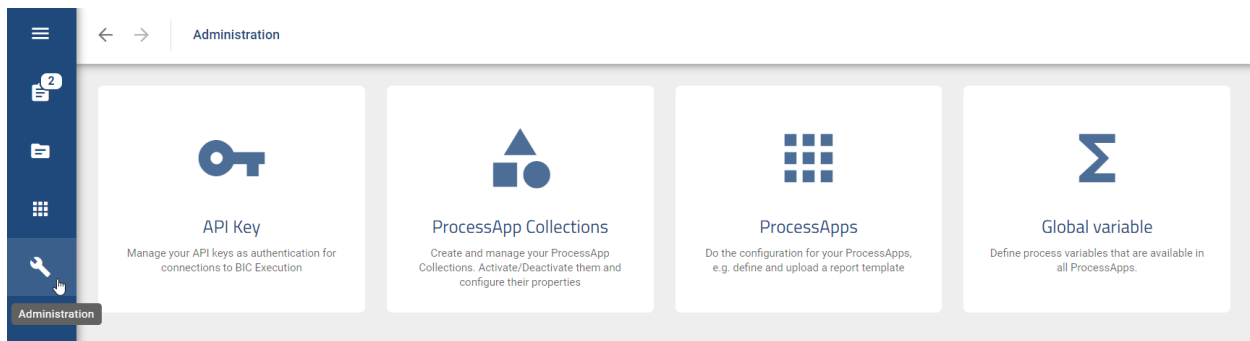 Administration
2
API Key
Manage your API keys as authentication for
connections to BIC Execution
ProcessApp Collections
Create and manage your ProcessApp
Collections. Activate/Deactivate them and
configure their properties
ProcessApps
Do the configuration for your ProcessApps,
e.g. define and upload a report template
Global variable
Define process variables that are available in
all ProcessApps.
Administration